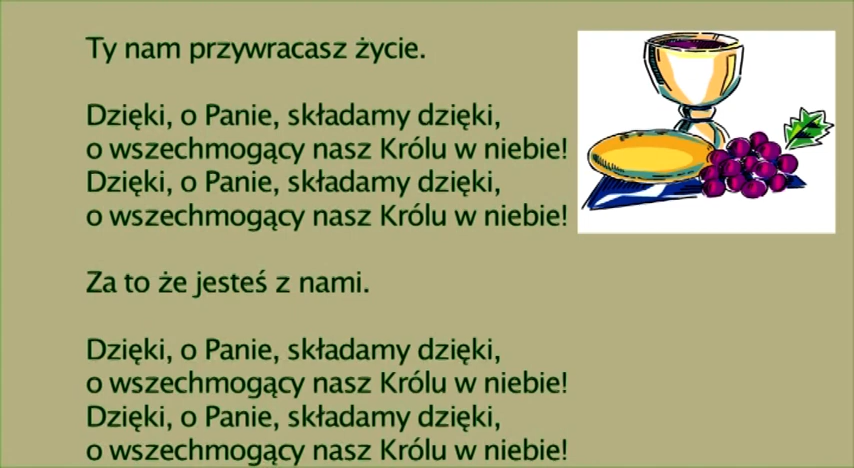 Ty nam przywracasz życie.
Dzięki, o Panie, składamy dzięki,
o wszechmogący nasz Królu w niebie!
Dzięki, o Panie, składamy dzięki,
o wszechmogący nasz Królu w niebie!
Za to że jesteś z nami.
Dzięki, o Panie, składamy dzięki,
o wszechmogący nasz Królu w niebie!
Dzięki, o Panie, składamy dzięki,
o wszechmogący nasz Królu w niebie!